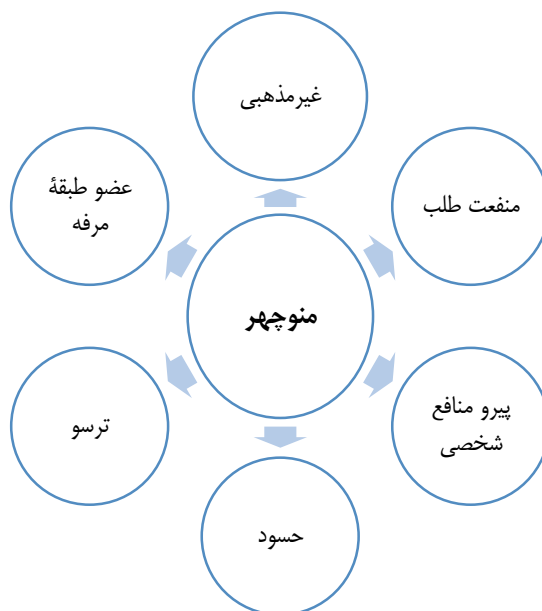 غیرمذهبی
منفعت طلب
عضو طبقهٔ
مرفه
منوچهر
پیرو منافع
شخصی
ترسو
حسود